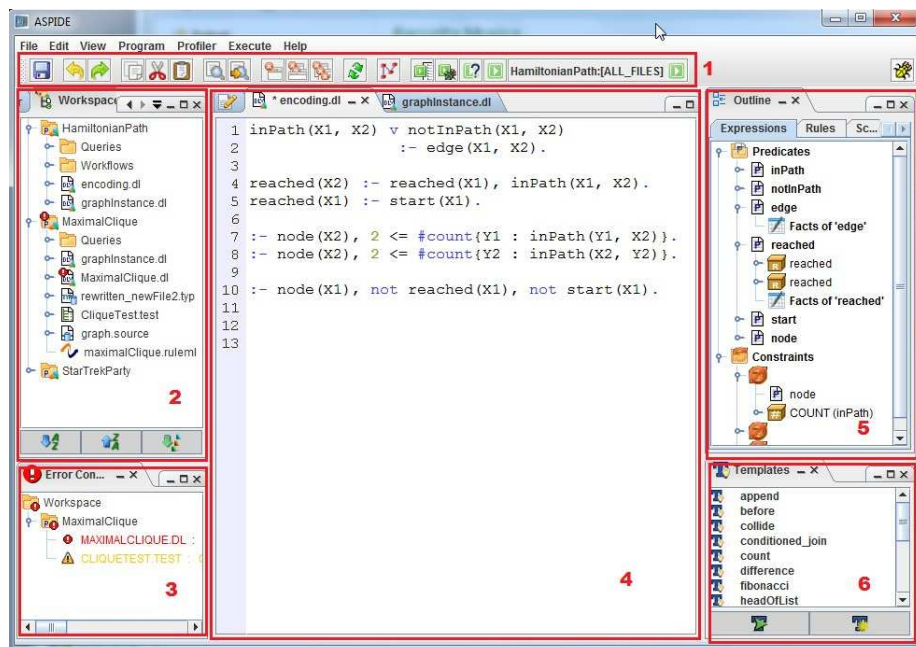 ASPIDE
File Edit View Program Profiler Execute Help
HamiltonianPath:[ALL_FILES]
1
Workspac
HamiltonianPath
Queries
Workflows
encoding.dl
graphInstance.dl
MaximalClique
Queries
graphInstance.dl
MaximalClique.dl
rewritten_newFile2.typ
CliqueTest.test
graph.source
maximalClique.ruleml
StarTrekParty
2
Error Con...
Workspace
MaximalClique
MAXIMALCLIQUE.DL :
CLIQUETEST.TEST :
3
* encoding.dl
graphInstance.dl
1 inPath(X1, X2) v notInPath(X1, X2)
2 :- edge(X1, X2).
3
4 reached(X2) :- reached(X1), inPath(X1, X2).
5 reached(X1) :- start(X1).
6
7 :- node(X2), 2 <= #count{Y1 : inPath(Y1, X2)}.
8 :- node(X2), 2 <= #count{Y2 : inPath(X2, Y2)}.
9
10 :- node(X1), not reached(X1), not start(X1).
11
12
13
4
Outline
Expressions Rules Sc...
Predicates
inPath
notInPath
edge
Facts of 'edge'
reached
reached
reached
Facts of 'reached'
start
node
Constraints
node
COUNT (inPath)
5
Templates
append
before
collide
conditioned_join
count
difference
fibonacci
headOfList
6